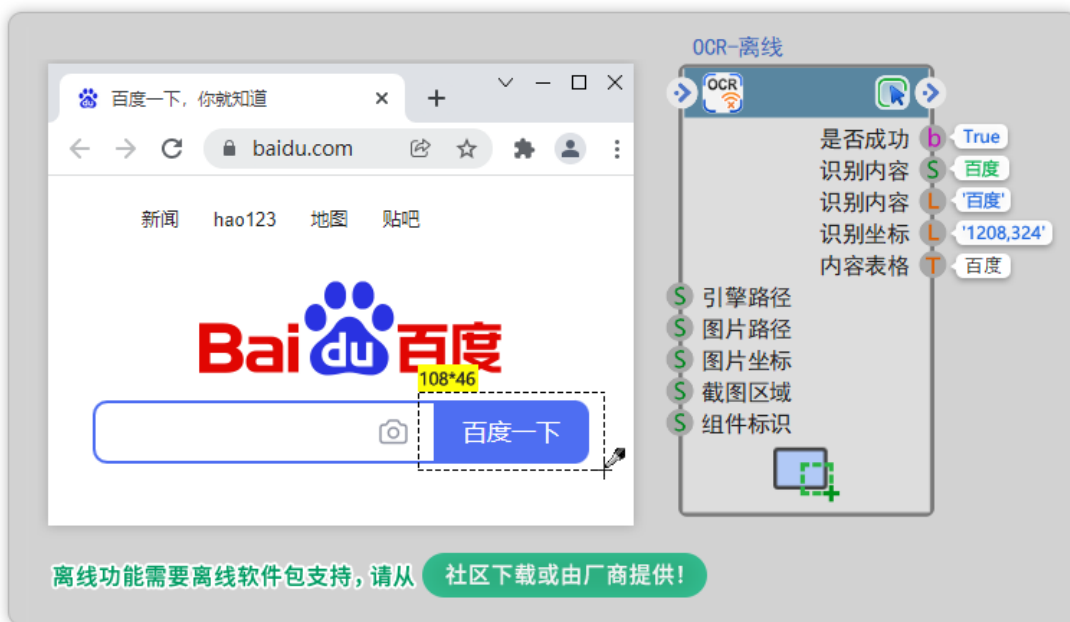 OCR-离线
百度一下，你就知道
baidu.com
新闻 hao123 地图 贴吧
Bai du 百度
108*46
百度一下
OCR
是否成功 b True
识别内容 S 百度
识别内容 L '百度'
识别坐标 L '1208,324'
内容表格 T 百度
S 引擎路径
S 图片路径
S 图片坐标
S 截图区域
S 组件标识
离线功能需要离线软件包支持，请从 社区下载或由厂商提供！